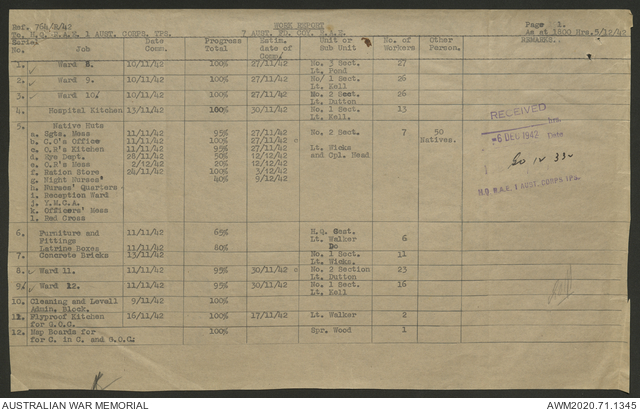 Ref. 764/E/42 WORK REPORT Page 1.
To. H.Q. R.A.E. 1 AUST. CORPS. TPS. 7 AUST. FD. COY. R.A.E. As at 1800 Hrs. 5/12/42
Serial No. Job Date Comp. Progress Total Estim. date of Comp. Unit or Sub Unit No. of Workers Other Person. REMARKS.
1. Ward 8. 10/11/42 100% 27/11/42 No. 3 Sect. 27
Lt. Pond
2. Ward 9. 10/11/42 100% 27/11/42 No/ 1 Sect. 26
Lt. Kell
3. Ward 10. 10/11/42 100% 27/11/42 No. 2 Sect. 26
Lt. Dutton
4. Hospital Kitchen 13/11/42 100% 30/11/42 No. 1 Sect. 13
Lt. Kell.
5. Native Huts
a. Sgts. Mess 11/11/42 95% 27/11/42 No. 2 Sect. 7 50
b. C.O's Office 11/11/42 100% 27/11/42 Natives.
c. O.R's Kitchen 11/11/42 95% 27/11/42 Lt. Wicks
d. Eye Dept. 28/11/42 50% 12/12/42 and Cpl. Head
e. O.R's Mess 2/12/42 20% 12/12/42
f. Ration Store 24/11/42 100% 3/12/42
g. Night Nurses' 40% 9/12/42
h. Nurses' Quarters
i. Reception Ward
j. Y.M.C.A.
k. Officers' Mess
l. Red Cross
6. Furniture and 11/11/42 65% H.Q. Sect.
Fittings Lt. Walker 6
Latrine Boxes 11/11/42 80% Do
7. Concrete Bricks 13/11/42 No. 1 Sect. 11
Lt. Wicks.
8. Ward 11. 11/11/42 95% 30/11/42 No. 2 Section 23
Lt. Dutton
9. Ward 12. 11/11/42 95% 30/11/42 No. 1 Sect. 16
Lt. Kell
10. Cleaning and Levell 9/11/42 100%
Admin. Block.
11. Flyproof Kitchen 16/11/42 100% 17/11/42 Lt. Walker 2
for G.O.C.
12. Map Boards for 100% Spr. Wood 1
for C. in C. and G.O.C.
RECEIVED
Hrs.
-6 DEC 1942 Date
H.Q. R.A.E. 1 AUST. CORPS TPS.
AUSTRALIAN WAR MEMORIAL AWM2020.71.1345